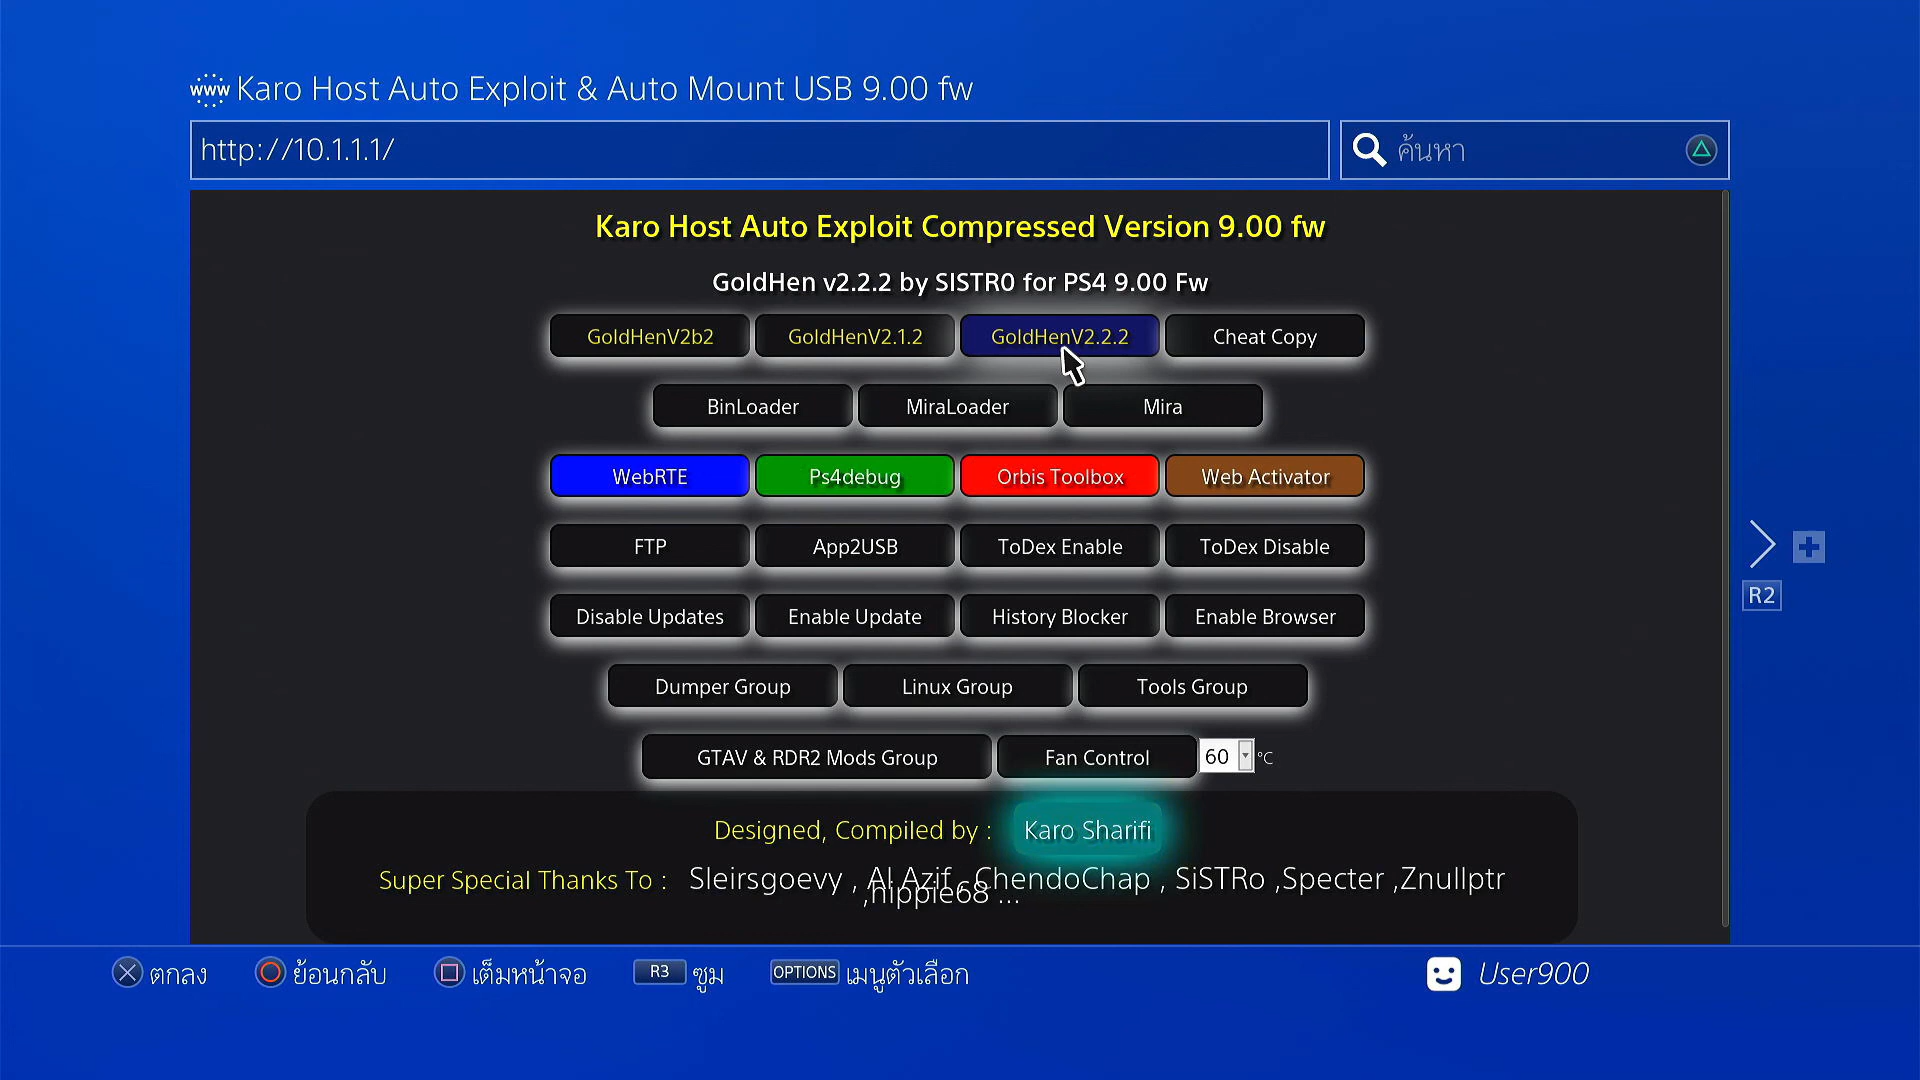 www Karo Host Auto Exploit & Auto Mount USB 9.00 fw
http://10.1.1.1/ ค้นหา
Karo Host Auto Exploit Compressed Version 9.00 fw
GoldHen v2.2.2 by SISTR0 for PS4 9.00 Fw
GoldHenV2b2 GoldHenV2.1.2 GoldHenV2.2.2 Cheat Copy
BinLoader MiraLoader Mira
WebRTE Ps4debug Orbis Toolbox Web Activator
FTP App2USB ToDex Enable ToDex Disable
R2
Disable Updates Enable Update History Blocker Enable Browser
Dumper Group Linux Group Tools Group
GTAV & RDR2 Mods Group Fan Control 60 °C
Designed, Compiled by : Karo Sharifi
Super Special Thanks To : Sleirsgoevy , Al Azif , ChendoChap , SiSTRo ,Specter ,Znullptr
,hippie68 ...
ตกลง ย้อนกลับ เต็มหน้าจอ R3 ซูม OPTIONS เมนูตัวเลือก User900